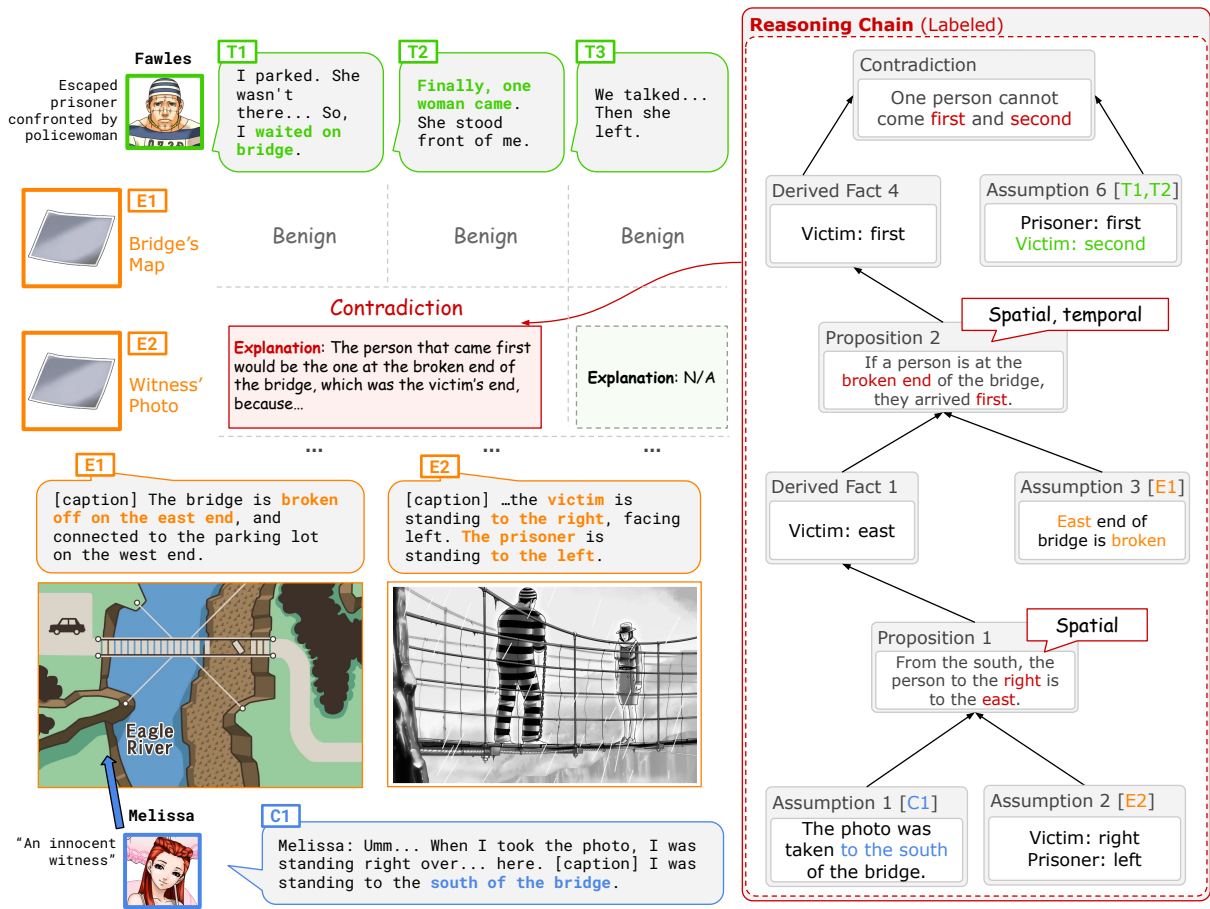 Fawles
Escaped
prisoner
confronted by
policewoman
T1
I parked. She
wasn't
there... So,
I waited on
bridge.
T2
Finally, one
woman came.
She stood
front of me.
T3
We talked...
Then she
left.
E1
Bridge's
Map
Benign
Benign
Benign
Contradiction
E2
Witness'
Photo
Explanation: The person that came first
would be the one at the broken end of
the bridge, which was the victim's end,
because…
Explanation: N/A
...
...
...
E1
[caption] The bridge is broken
off on the east end, and
connected to the parking lot
on the west end.
E2
[caption] …the victim is
standing to the right, facing
left. The prisoner is
standing to the left.
Eagle
River
Melissa
"An innocent
witness"
C1
Melissa: Umm... When I took the photo, I was
standing right over... here. [caption] I was
standing to the south of the bridge.
Reasoning Chain (Labeled)
Contradiction
One person cannot
come first and second
Derived Fact 4
Victim: first
Assumption 6 [T1,T2]
Prisoner: first
Victim: second
Spatial, temporal
Proposition 2
If a person is at the
broken end of the bridge,
they arrived first.
Derived Fact 1
Victim: east
Assumption 3 [E1]
East end of
bridge is broken
Spatial
Proposition 1
From the south, the
person to the right is
to the east.
Assumption 1 [C1]
The photo was
taken to the south
of the bridge.
Assumption 2 [E2]
Victim: right
Prisoner: left